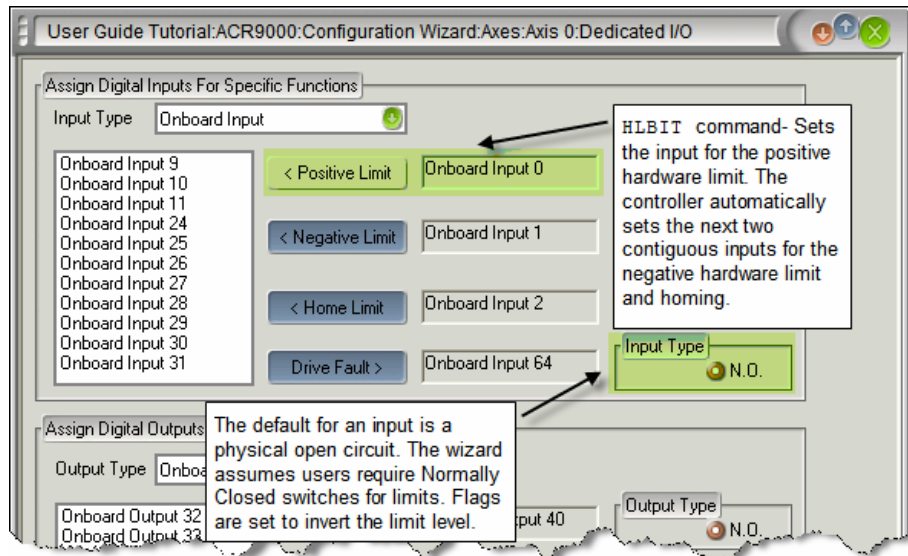 User Guide Tutorial:ACR9000:Configuration Wizard:Axes:Axis 0:Dedicated I/O
Assign Digital Inputs For Specific Functions
Input Type
Onboard Input
Onboard Input 9
Onboard Input 10
Onboard Input 11
Onboard Input 24
Onboard Input 25
Onboard Input 26
Onboard Input 27
Onboard Input 28
Onboard Input 29
Onboard Input 30
Onboard Input 31
< Positive Limit
Onboard Input 0
< Negative Limit
Onboard Input 1
< Home Limit
Onboard Input 2
Drive Fault >
Onboard Input 64
HLBIT command- Sets
the input for the positive
hardware limit. The
controller automatically
sets the next two
contiguous inputs for the
negative hardware limit
and homing.
Input Type
N.O.
The default for an input is a
physical open circuit. The wizard
assumes users require Normally
Closed switches for limits. Flags
are set to invert the limit level.
Assign Digital Outputs
Output Type
Onboard Output 32
Onboard Output 33
40
Output Type
N.O.